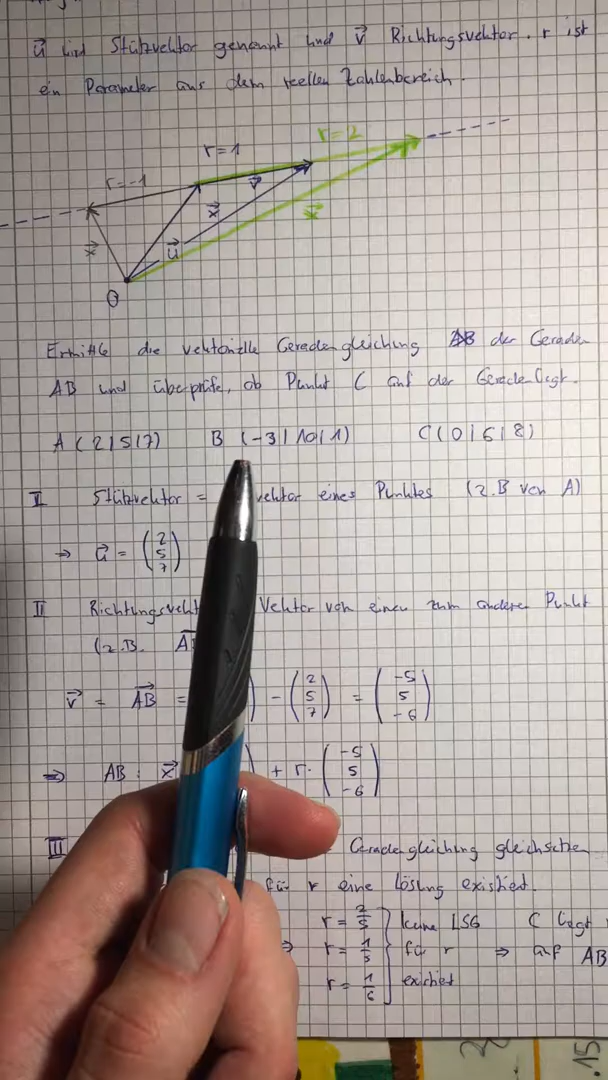 u⃗ wird Stützvektor genannt und v⃗ Richtungsvektor. r ist
ein Parameter aus dem reellen Zahlenbereich.
r=2
r=1
r=-1
v⃗
x⃗
x⃗
x⃗
u⃗
O
Ermittle die vektorielle Geradengleichung der Geraden
AB und überprüfe, ob Punkt C auf der Geraden liegt.
A (2|5|7) B (-3|10|1) C (0|6|8)
I Stützvektor = vektor eines Punktes (z.B von A)
→ u⃗ = (2 5 7)
II Richtungsvekt Vektor von einem zum anderen Punkt
(z.B.
v⃗ = AB⃗ = ) - (2 5 7) = (-5 5 -6)
⇒ AB: x⃗ ) + r· (-5 5 -6)
III Geradengleichung gleichsetzen
für r eine Lösung existiert.
r = 2/5 keine LSG C liegt
⇒ r = 1/5 für r ⇒ auf AB
r = 1/6 existiert
15